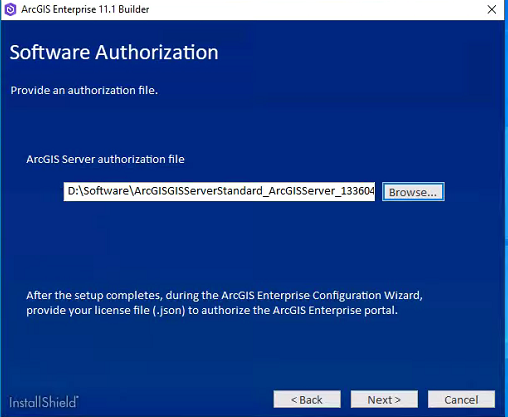 ArcGIS Enterprise 11.1 Builder
Software Authorization
Provide an authorization file.
ArcGIS Server authorization file
D:\Software\ArcGISGISServerStandard_ArcGISServer_133604
Browse...
After the setup completes, during the ArcGIS Enterprise Configuration Wizard,
provide your license file (.json) to authorize the ArcGIS Enterprise portal.
InstallShield
< Back
Next >
Cancel